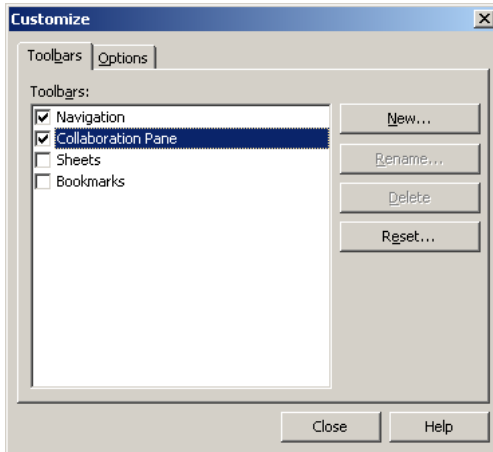 Customize
Toolbars Options
Toolbars:
Navigation
Collaboration Pane
Sheets
Bookmarks
New...
Rename...
Delete
Reset...
Close Help